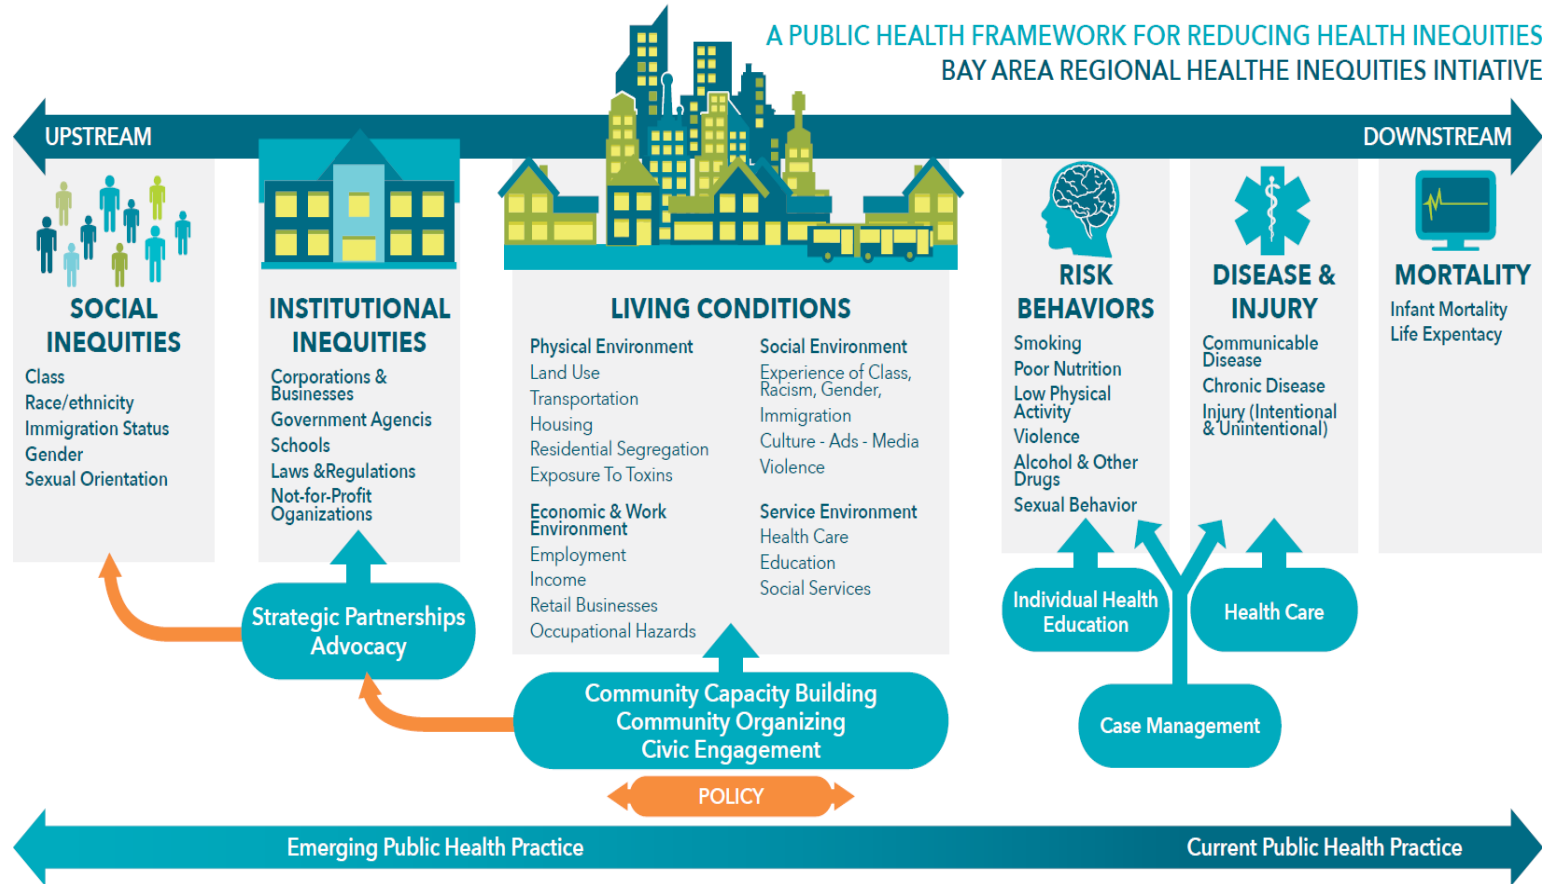 A PUBLIC HEALTH FRAMEWORK FOR REDUCING HEALTH INEQUITIES
BAY AREA REGIONAL HEALTHE INEQUITIES INTIATIVE
UPSTREAM
DOWNSTREAM
SOCIAL
INEQUITIES
Class
Race/ethnicity
Immigration Status
Gender
Sexual Orientation
INSTITUTIONAL
INEQUITIES
Corporations &
Businesses
Government Agencis
Schools
Laws &Regulations
Not-for-Profit
Oganizations
LIVING CONDITIONS
Physical Environment
Land Use
Transportation
Housing
Residential Segregation
Exposure To Toxins
Economic & Work
Environment
Employment
Income
Retail Businesses
Occupational Hazards
Social Environment
Experience of Class,
Racism, Gender,
Immigration
Culture - Ads - Media
Violence
Service Environment
Health Care
Education
Social Services
RISK
BEHAVIORS
Smoking
Poor Nutrition
Low Physical
Activity
Violence
Alcohol & Other
Drugs
Sexual Behavior
DISEASE &
INJURY
Communicable
Disease
Chronic Disease
Injury (Intentional
& Unintentional)
MORTALITY
Infant Mortality
Life Expentacy
Strategic Partnerships
Advocacy
Community Capacity Building
Community Organizing
Civic Engagement
Individual Health
Education
Health Care
Case Management
POLICY
Emerging Public Health Practice
Current Public Health Practice